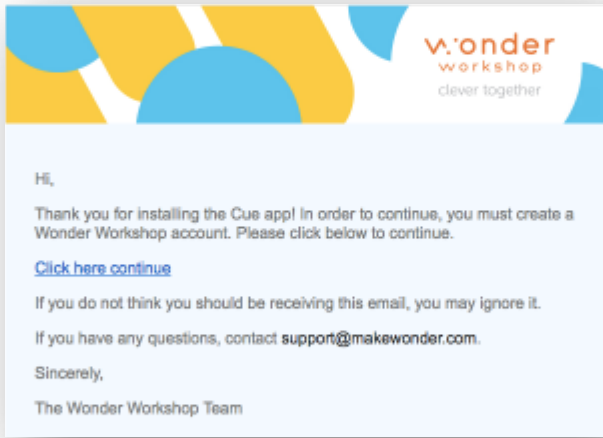 wonder
workshop
clever together
Hi,
Thank you for installing the Cue app! In order to continue, you must create a
Wonder Workshop account. Please click below to continue.
Click here continue
If you do not think you should be receiving this email, you may ignore it.
If you have any questions, contact support@makewonder.com.
Sincerely,
The Wonder Workshop Team